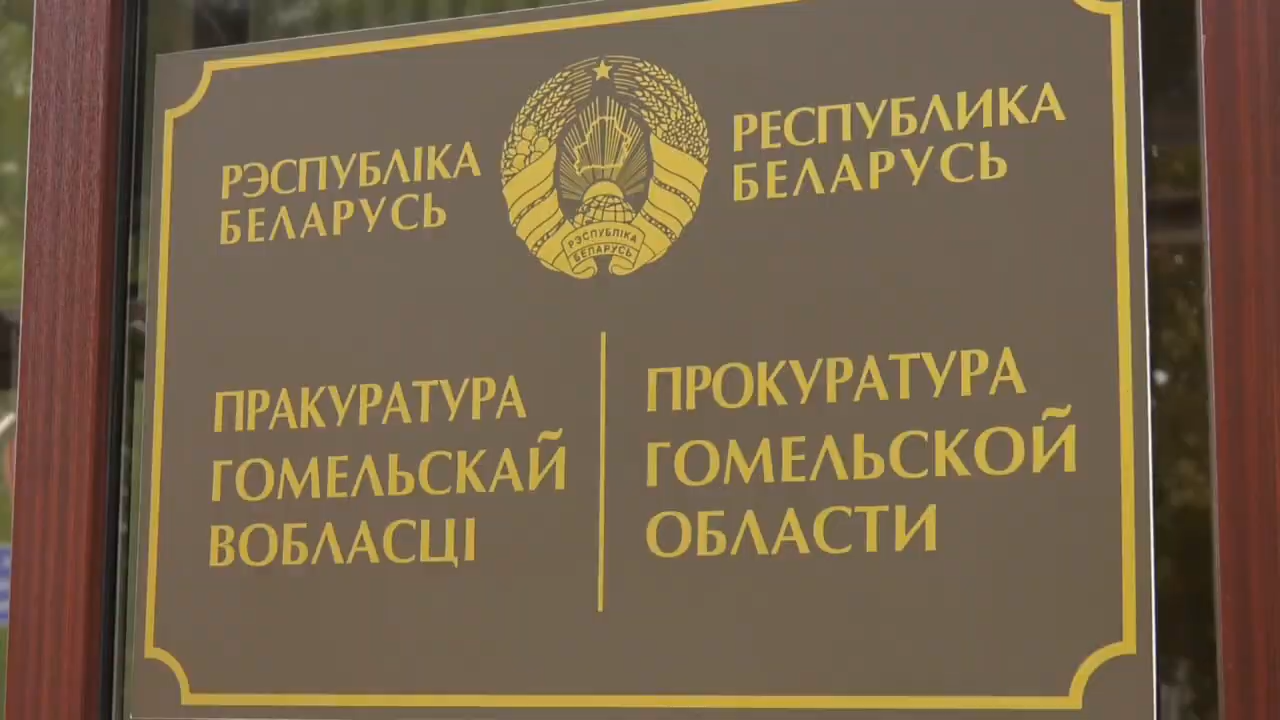 РЭСПУБЛІКА
БЕЛАРУСЬ
РЭСПУБЛІКА
БЕЛАРУСЬ
РЕСПУБЛИКА
БЕЛАРУСЬ
ПРАКУРАТУРА
ГОМЕЛЬСКАЙ
ВОБЛАСЦІ
ПРОКУРАТУРА
ГОМЕЛЬСКОЙ
ОБЛАСТИ